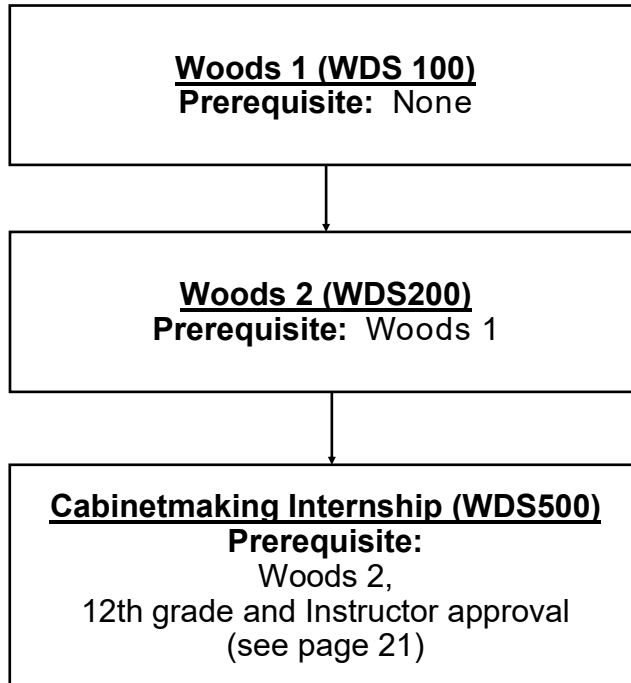 Woods 1 (WDS 100)
Prerequisite: None
Woods 2 (WDS200)
Prerequisite: Woods 1
Cabinetmaking Internship (WDS500)
Prerequisite:
Woods 2,
12th grade and Instructor approval
(see page 21)